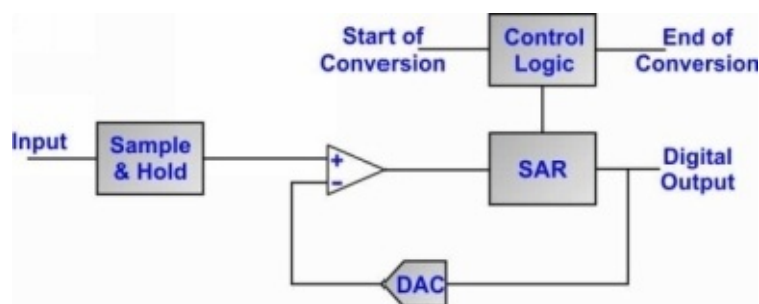 Start of
Conversion
Control
Logic
End of
Conversion
Input
Sample
& Hold
+
-
SAR
Digital
Output
DAC